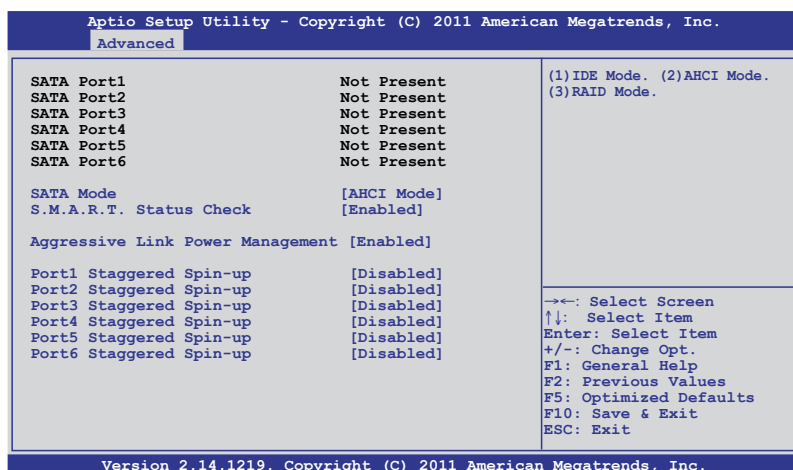 Aptio Setup Utility - Copyright (C) 2011 American Megatrends, Inc.
Advanced
SATA Port1 Not Present
SATA Port2 Not Present
SATA Port3 Not Present
SATA Port4 Not Present
SATA Port5 Not Present
SATA Port6 Not Present
SATA Mode [AHCI Mode]
S.M.A.R.T. Status Check [Enabled]
Aggressive Link Power Management [Enabled]
Port1 Staggered Spin-up [Disabled]
Port2 Staggered Spin-up [Disabled]
Port3 Staggered Spin-up [Disabled]
Port4 Staggered Spin-up [Disabled]
Port5 Staggered Spin-up [Disabled]
Port6 Staggered Spin-up [Disabled]
(1)IDE Mode. (2)AHCI Mode.
(3)RAID Mode.
→←: Select Screen
↑↓: Select Item
Enter: Select Item
+/-: Change Opt.
F1: General Help
F2: Previous Values
F5: Optimized Defaults
F10: Save & Exit
ESC: Exit
Version 2.14.1219. Copyright (C) 2011 American Megatrends, Inc.